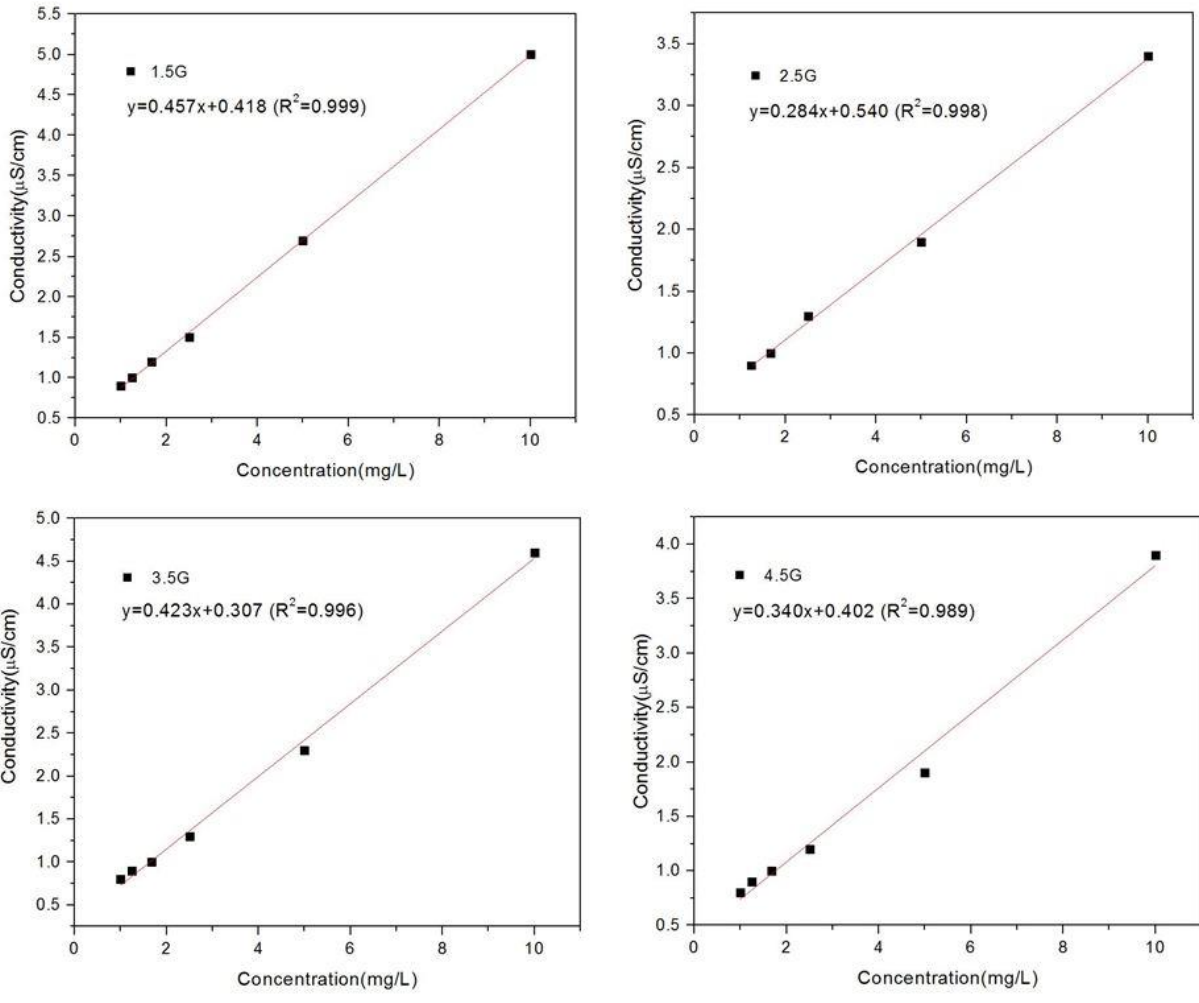 5.5
5.0
4.5
4.0
3.5
3.0
2.5
2.0
1.5
1.0
0.5
Conductivity(µS/cm)
1.5G
y=0.457x+0.418 (R²=0.999)
0 2 4 6 8 10
Concentration(mg/L)
3.5
3.0
2.5
2.0
1.5
1.0
0.5
Conductivity(µS/cm)
2.5G
y=0.284x+0.540 (R²=0.998)
0 2 4 6 8 10
Concentration(mg/L)
5.0
4.5
4.0
3.5
3.0
2.5
2.0
1.5
1.0
0.5
Conductivity(µS/cm)
3.5G
y=0.423x+0.307 (R²=0.996)
0 2 4 6 8 10
Concentration(mg/L)
4.0
3.5
3.0
2.5
2.0
1.5
1.0
0.5
Conductivity(µS/cm)
4.5G
y=0.340x+0.402 (R²=0.989)
0 2 4 6 8 10
Concentration(mg/L)